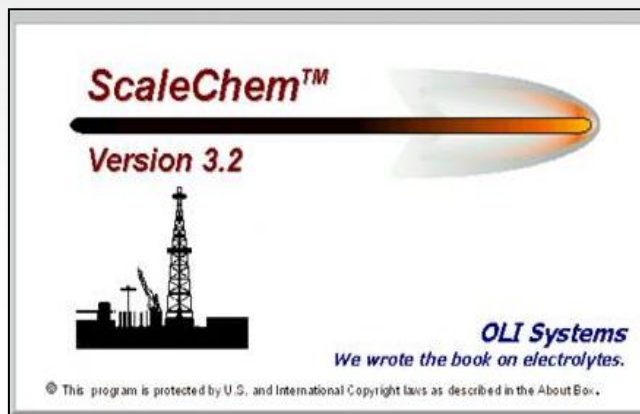 ScaleChem™
Version 3.2
OLI Systems
We wrote the book on electrolytes.
© This program is protected by U.S. and International Copyright laws as described in the About Box.